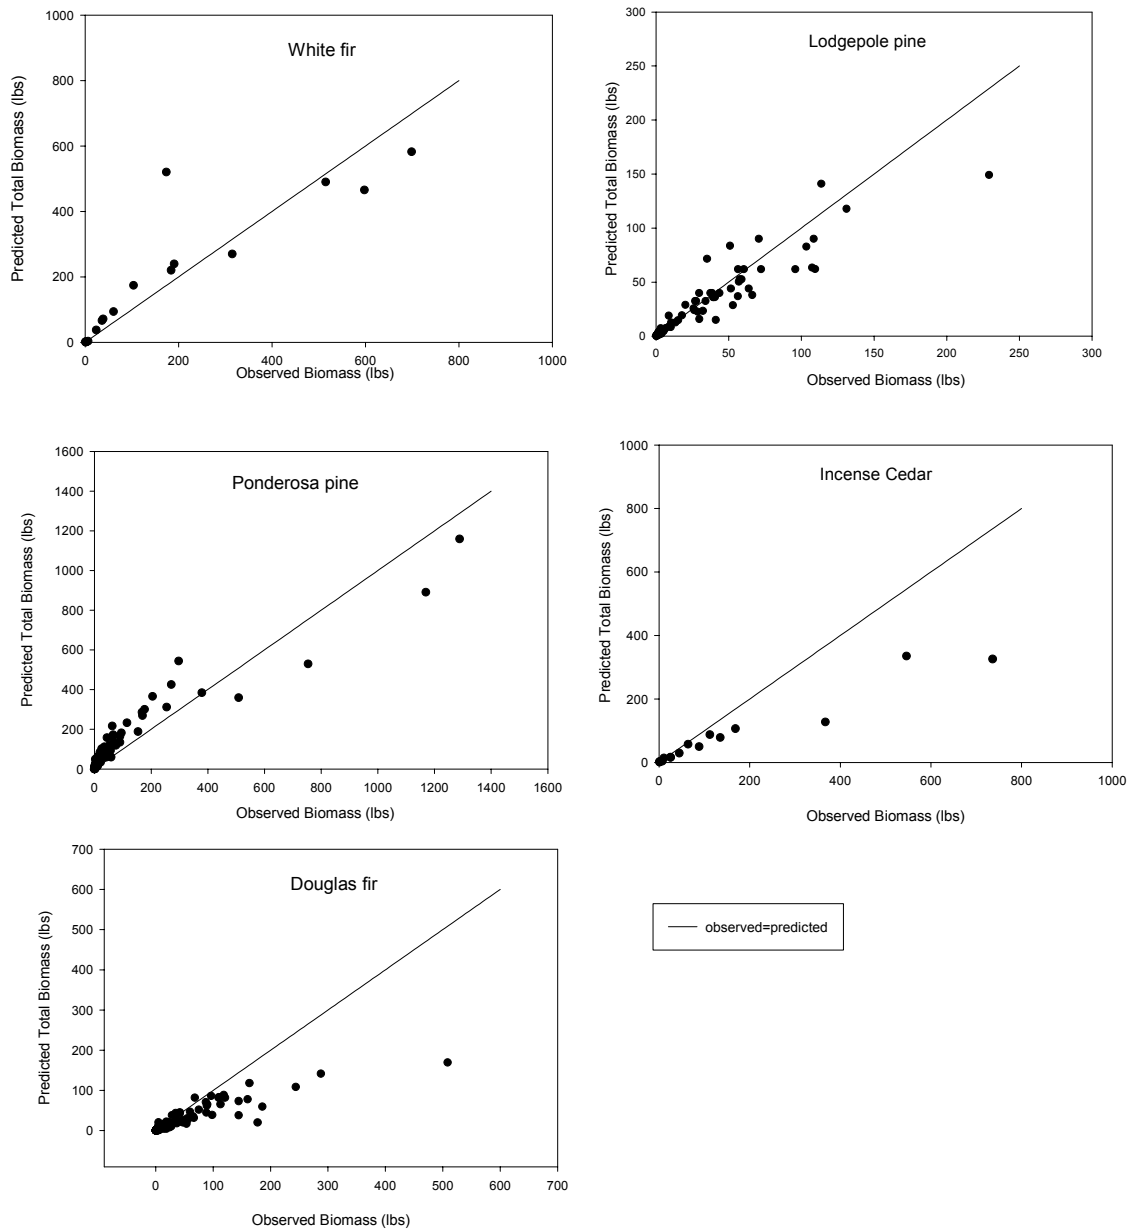 White fir
Predicted Total Biomass (lbs)
1000
800
600
400
200
0
0 200 400 600 800 1000
Observed Biomass (lbs)
Lodgepole pine
Predicted Total Biomass (lbs)
300
250
200
150
100
50
0
0 50 100 150 200 250 300
Observed Biomass (lbs)
Ponderosa pine
Predicted Total Biomass (lbs)
1600
1400
1200
1000
800
600
400
200
0
0 200 400 600 800 1000 1200 1400 1600
Observed Biomass (lbs)
Incense Cedar
Predicted Total Biomass (lbs)
1000
800
600
400
200
0
0 200 400 600 800 1000
Observed Biomass (lbs)
Douglas fir
Predicted Total Biomass (lbs)
700
600
500
400
300
200
100
0
0 100 200 300 400 500 600 700
Observed Biomass (lbs)
observed=predicted